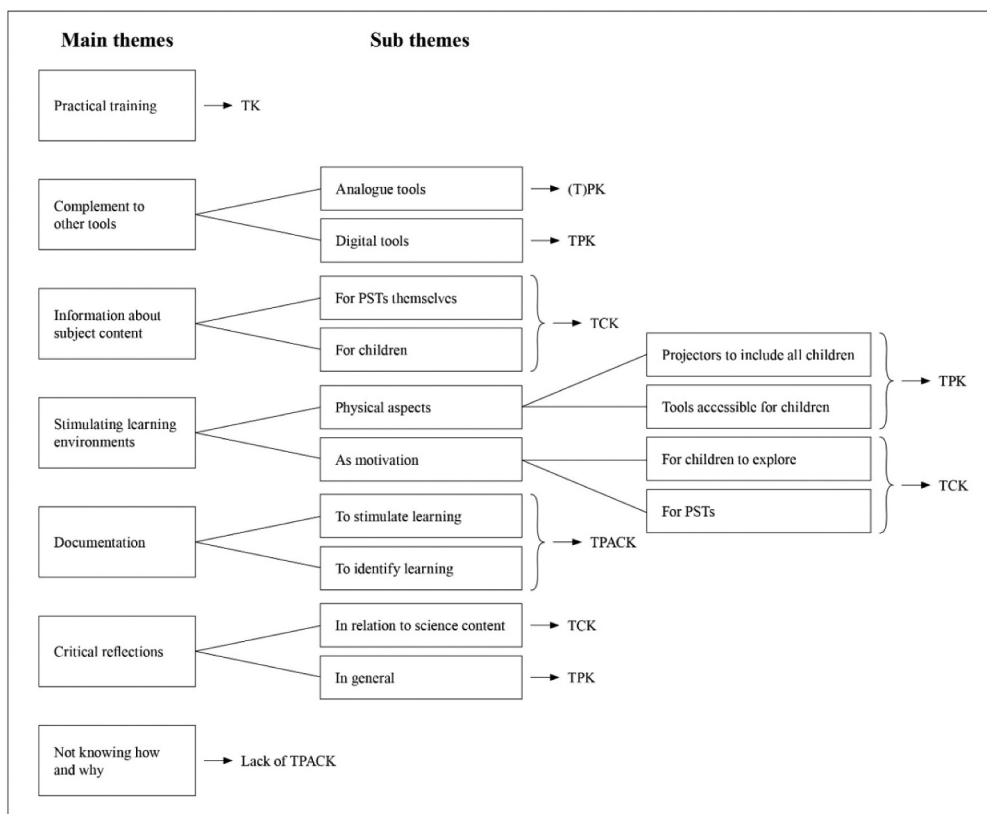 Main themes
Sub themes
Practical training
TK
Complement to
other tools
Analogue tools
(T)PK
Digital tools
TPK
Information about
subject content
For PSTs themselves
For children
TCK
Stimulating learning
environments
Physical aspects
Projectors to include all children
Tools accessible for children
TPK
As motivation
For children to explore
For PSTs
TCK
Documentation
To stimulate learning
To identify learning
TPACK
Critical reflections
In relation to science content
TCK
In general
TPK
Not knowing how
and why
Lack of TPACK